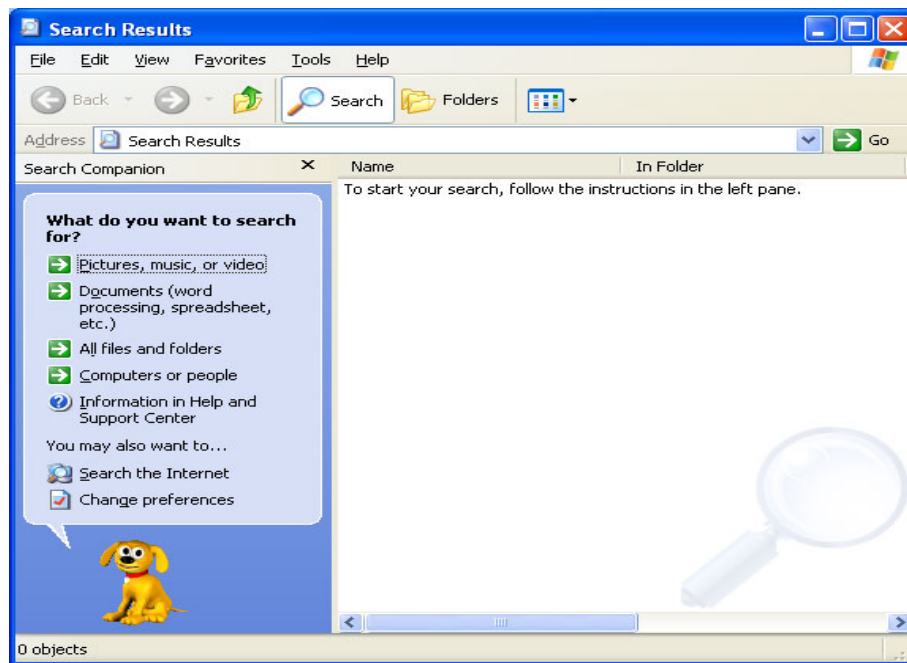 Search Results
File Edit View Favorites Tools Help
Back Search Folders
Address Search Results Go
Search Companion Name In Folder
To start your search, follow the instructions in the left pane.
What do you want to search
for?
Pictures, music, or video
Documents (word
processing, spreadsheet,
etc.)
All files and folders
Computers or people
Information in Help and
Support Center
You may also want to...
Search the Internet
Change preferences
0 objects